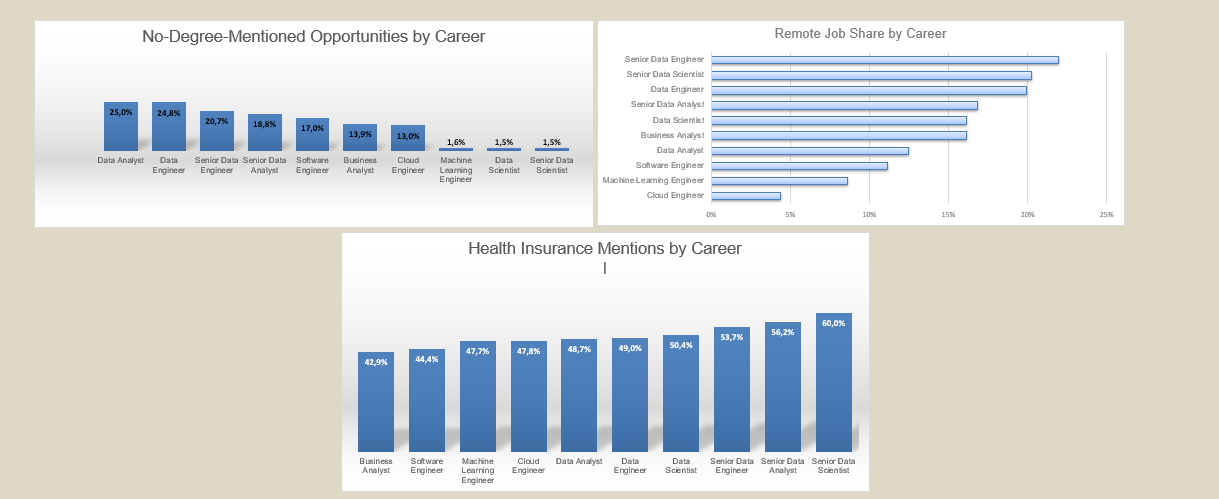 No-Degree-Mentioned Opportunities by Career
25,0%
24,8%
20,7%
18,8%
17,0%
13,9%
13,0%
1,6%
1,5%
1,5%
Data Analyst
Data
Engineer
Senior Data
Engineer
Senior Data
Analyst
Software
Engineer
Business
Analyst
Cloud
Engineer
Machine
Learning
Engineer
Data
Scientist
Senior Data
Scientist
Remote Job Share by Career
Senior Data Engineer
Senior Data Scientist
Data Engineer
Senior Data Analyst
Data Scientist
Business Analyst
Data Analyst
Software Engineer
Machine Learning Engineer
Cloud Engineer
0%
5%
10%
15%
20%
25%
Health Insurance Mentions by Career
42,9%
44,4%
47,7%
47,8%
48,7%
49,0%
50,4%
53,7%
56,2%
60,0%
Business
Analyst
Software
Engineer
Machine
Learning
Engineer
Cloud
Engineer
Data Analyst
Data
Engineer
Data
Scientist
Senior Data
Engineer
Senior Data
Analyst
Senior Data
Scientist